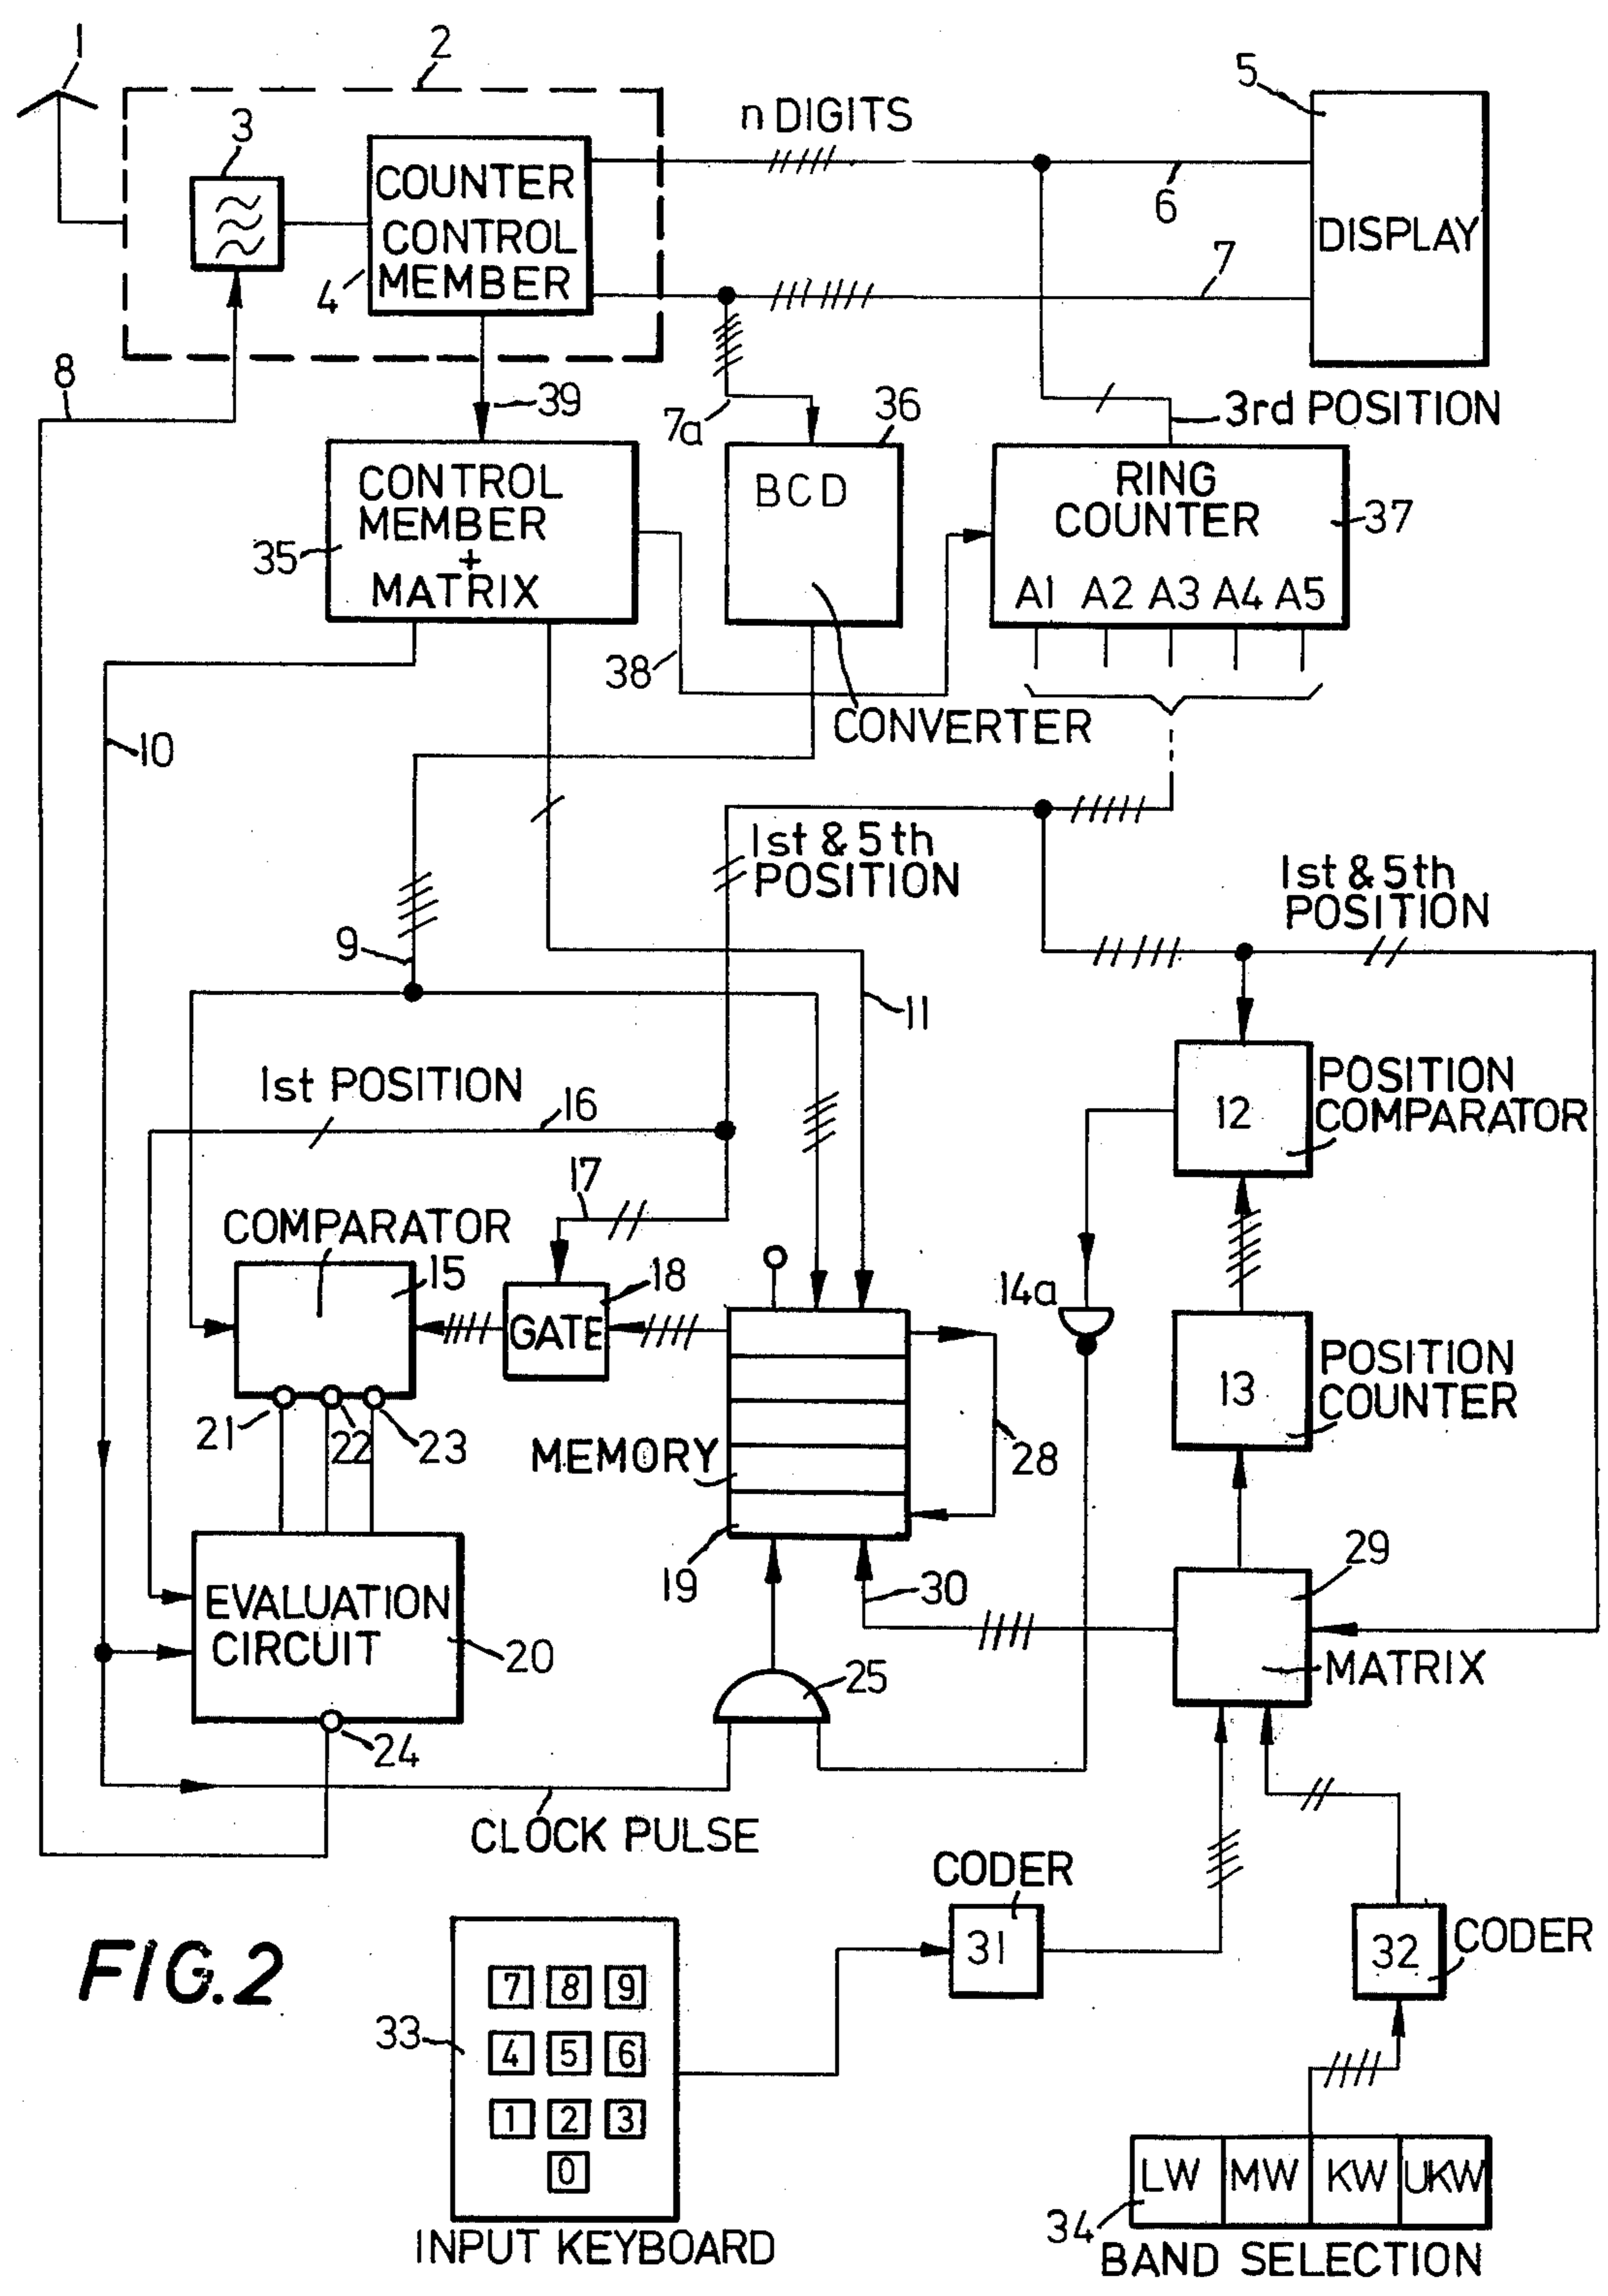 1
2
3
COUNTER
CONTROL
MEMBER
4
n DIGITS
5
6
DISPLAY
7
8
39
7a
36
3rd POSITION
CONTROL
MEMBER
+
MATRIX
35
BCD
RING
COUNTER
37
A1 A2 A3 A4 A5
38
CONVERTER
10
1st & 5th
POSITION
1st & 5th
POSITION
9
11
1st POSITION
16
12
POSITION
COMPARATOR
17
COMPARATOR
15
18
GATE
14a
13
POSITION
COUNTER
21
22
23
MEMORY
28
19
29
30
EVALUATION
CIRCUIT
20
MATRIX
25
24
CLOCK PULSE
CODER
31
32
CODER
FIG.2
33
7 8 9
4 5 6
1 2 3
0
INPUT KEYBOARD
LW MW KW UKW
34
BAND SELECTION